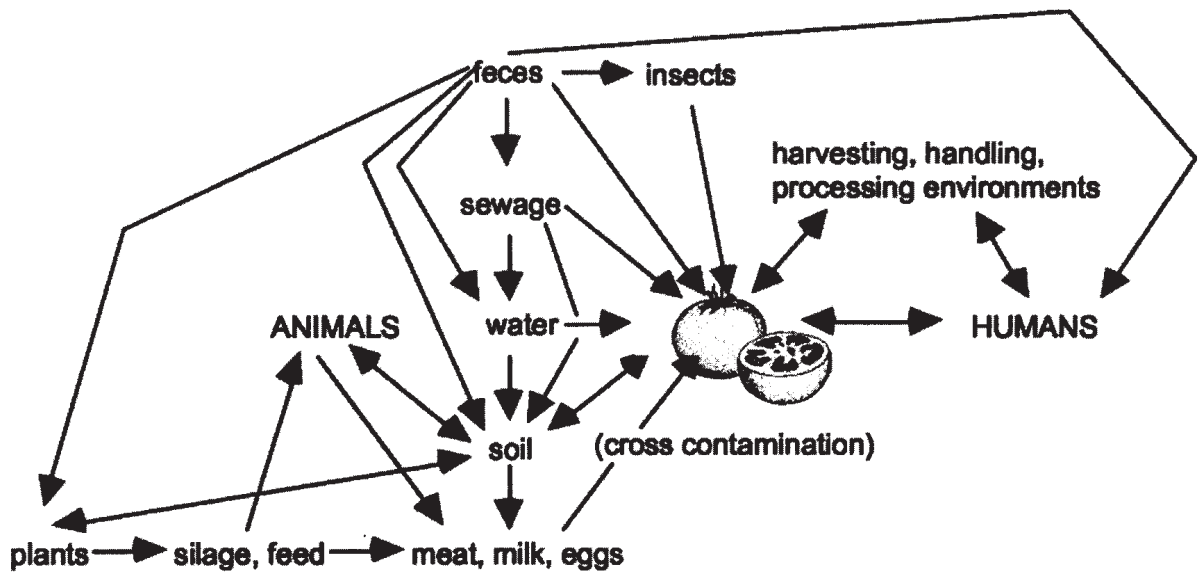 feces
insects
harvesting, handling,
processing environments
sewage
ANIMALS
water
HUMANS
soil
(cross contamination)
plants
silage, feed
meat, milk, eggs